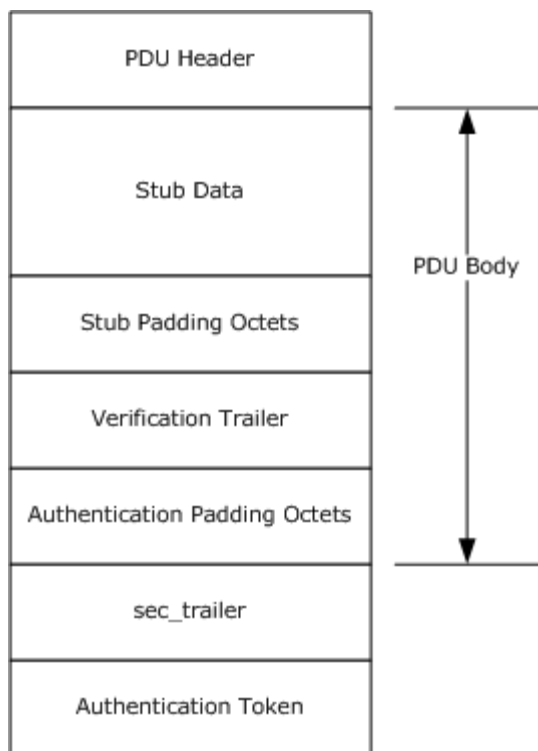 PDU Header
Stub Data
PDU Body
Stub Padding Octets
Verification Trailer
Authentication Padding Octets
sec_trailer
Authentication Token